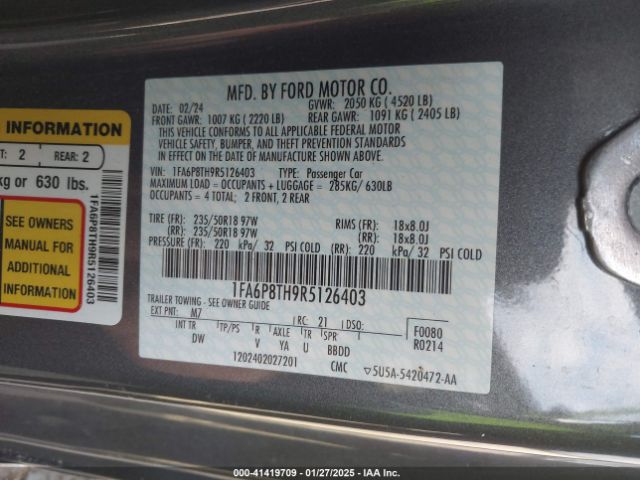 INFORMATION
T: 2
REAR: 2
kg or 630 lbs.
SEE OWNERS
MANUAL FOR
ADDITIONAL
INFORMATION
1FA6P8TH9R5126403
MFD. BY FORD MOTOR CO.
DATE: 02/24 GVWR: 2050 KG ( 4520 LB)
FRONT GAWR: 1007 KG ( 2220 LB) REAR GAWR: 1091 KG ( 2405 LB)
THIS VEHICLE CONFORMS TO ALL APPLICABLE FEDERAL MOTOR
VEHICLE SAFETY, BUMPER, AND THEFT PREVENTION STANDARDS
IN EFFECT ON THE DATE OF MANUFACTURE SHOWN ABOVE.
VIN: 1FA6P8TH9R5126403 TYPE: Passenger Car
MAXIMUM LOAD = OCCUPANTS + LUGGAGE = 285KG/ 630LB
OCCUPANTS = 4 TOTAL; 2 FRONT, 2 REAR
TIRE (FR): 235/50R18 97W RIMS (FR): 18x8.0J
(RR): 235/50R18 97W (RR): 18x8.0J
PRESSURE (FR): 220 kPa/ 32 PSI COLD (RR): 220 kPa/ 32 PSI COLD
1FA6P8TH9R5126403
TRAILER TOWING - SEE OWNER GUIDE
EXT PNT: M7 RC: 21 DSO: F0080
INT TR TP/PS R AXLE TR SPR R0214
DW V YA U BBDD
1202402027201 CMC ▽5U5A-5420472-AA
000-41419709 - 01/27/2025 - IAA Inc.